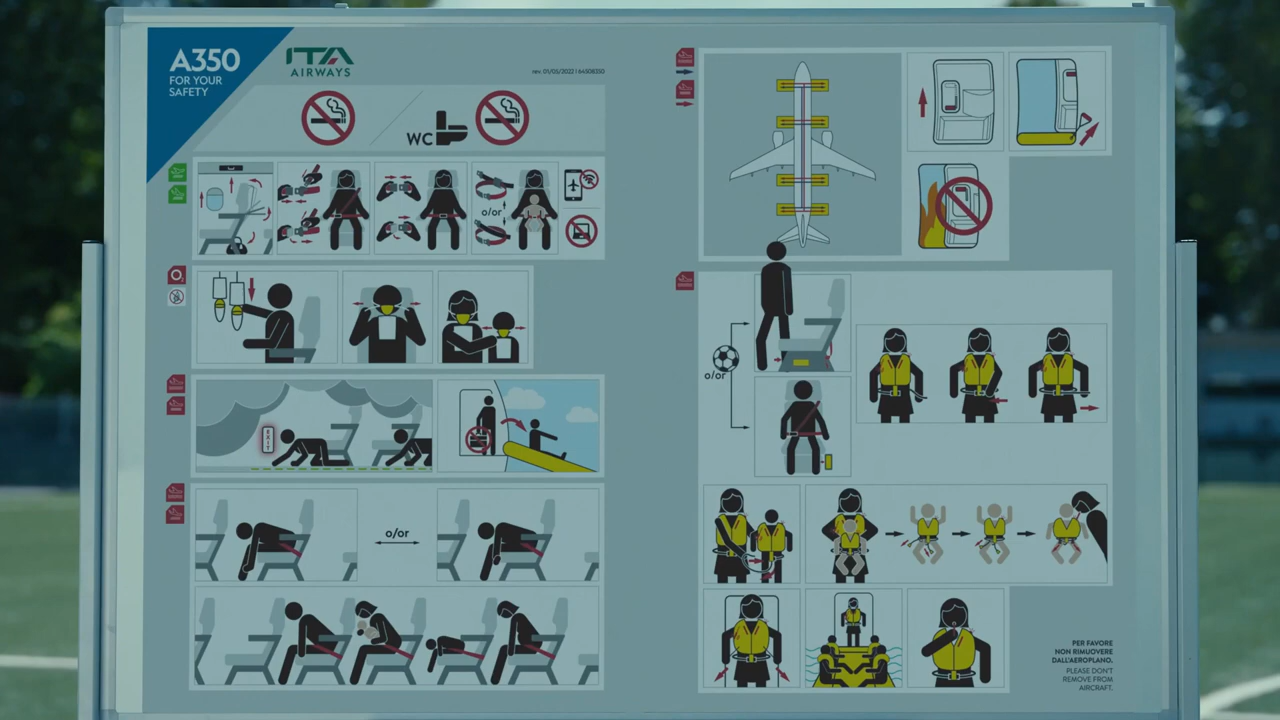 A350
FOR YOUR
SAFETY
ITA
AIRWAYS
WC
o/or
O₂
EXIT
o/or
o/or
PER FAVORE
NON RIMUOVERE
DALL'AEROPLANO.
PLEASE DON'T
REMOVE FROM
AIRCRAFT.